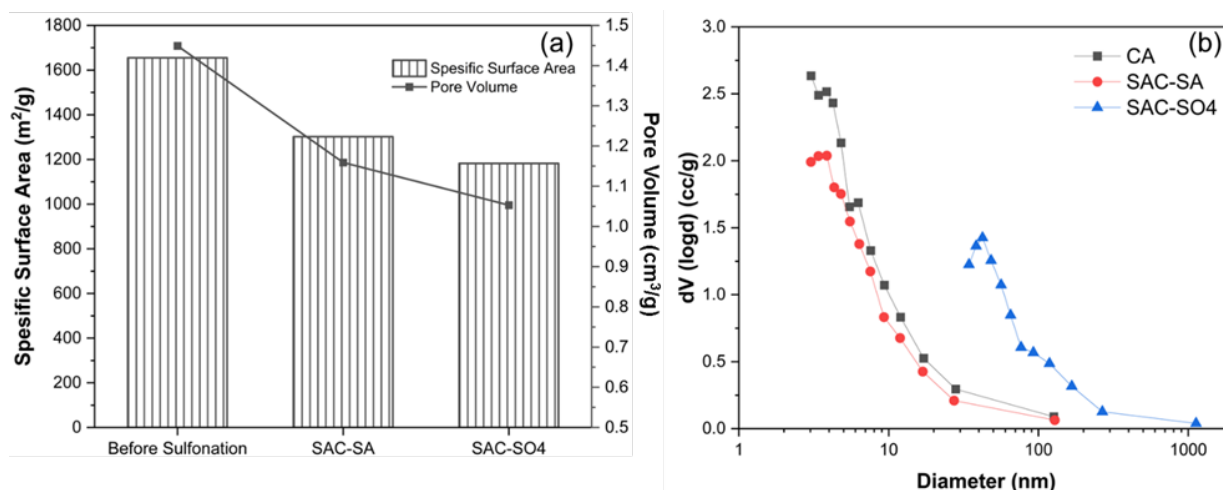 (a)
Spesific Surface Area
Pore Volume
Spesific Surface Area (m²/g)
1800
1600
1400
1200
1000
800
600
400
200
0
Before Sulfonation
SAC-SA
SAC-SO4
1.5
1.4
1.3
1.2
1.1
1.0
0.9
0.8
0.7
0.6
0.5
Pore Volume (cm³/g)
(b)
CA
SAC-SA
SAC-SO4
dV (logd) (cc/g)
3.0
2.5
2.0
1.5
1.0
0.5
0.0
1
10
100
1000
Diameter (nm)